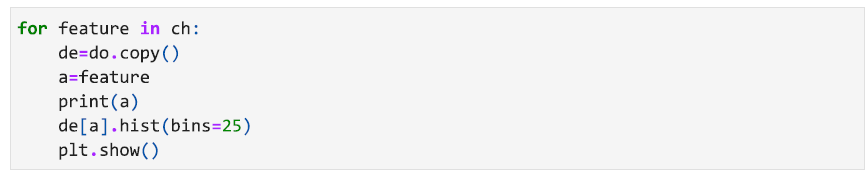 for feature in ch:
    de=do.copy()
    a=feature
    print(a)
    de[a].hist(bins=25)
    plt.show()